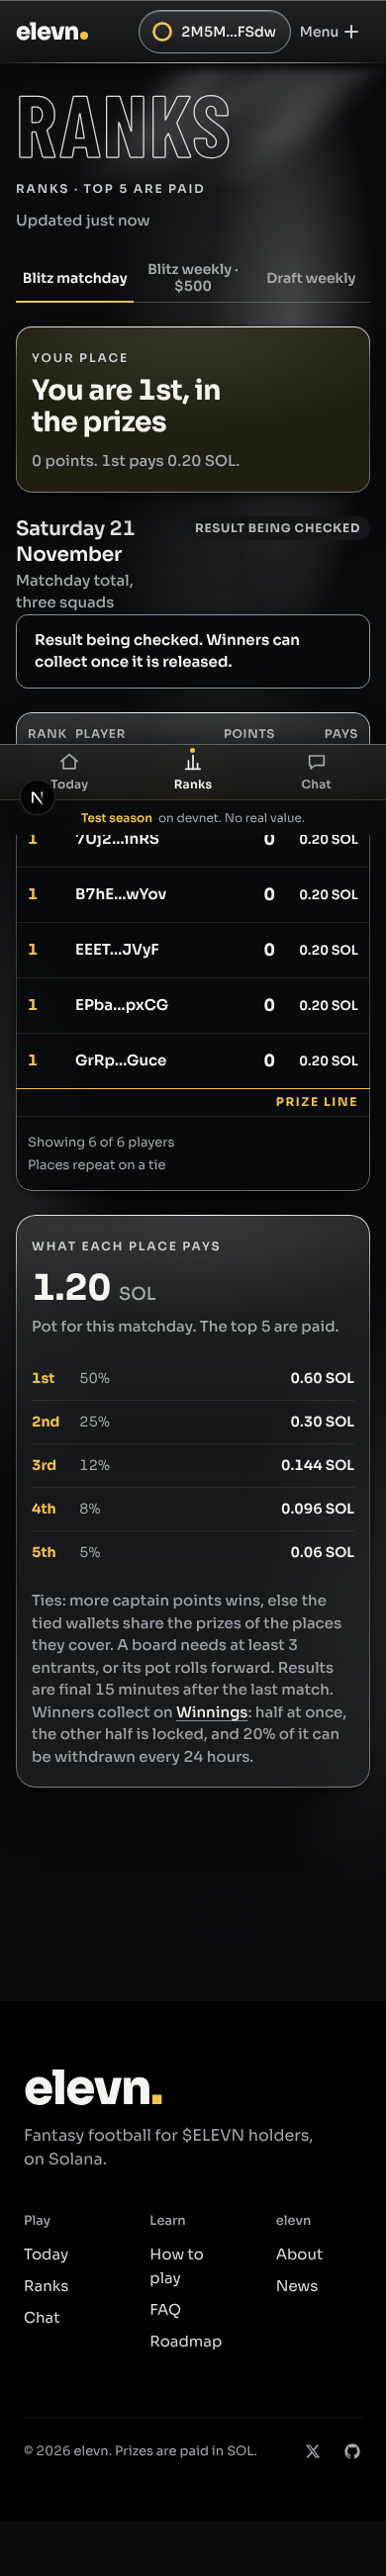 elevn.
2M5M...FSdw
Menu
RANKS
RANKS · TOP 5 ARE PAID
Updated just now
Blitz matchday
Blitz weekly ·
$500
Draft weekly
YOUR PLACE
You are 1st, in
the prizes
0 points. 1st pays 0.20 SOL.
Saturday 21
November
RESULT BEING CHECKED
Matchday total,
three squads
Result being checked. Winners can
collect once it is released.
RANK PLAYER POINTS PAYS
Today
Ranks
Chat
N
Test season on devnet. No real value.
1 7Uj2...inRS 0 0.20 SOL
1 B7hE...wYov 0 0.20 SOL
1 EEET...JVyF 0 0.20 SOL
1 EPba...pxCG 0 0.20 SOL
1 GrRp...Guce 0 0.20 SOL
PRIZE LINE
Showing 6 of 6 players
Places repeat on a tie
WHAT EACH PLACE PAYS
1.20 SOL
Pot for this matchday. The top 5 are paid.
1st 50% 0.60 SOL
2nd 25% 0.30 SOL
3rd 12% 0.144 SOL
4th 8% 0.096 SOL
5th 5% 0.06 SOL
Ties: more captain points wins, else the
tied wallets share the prizes of the places
they cover. A board needs at least 3
entrants, or its pot rolls forward. Results
are final 15 minutes after the last match.
Winners collect on Winnings: half at once,
the other half is locked, and 20% of it can
be withdrawn every 24 hours.
elevn.
Fantasy football for $ELEVN holders,
on Solana.
Play
Today
Ranks
Chat
Learn
How to
play
FAQ
Roadmap
elevn
About
News
© 2026 elevn. Prizes are paid in SOL.